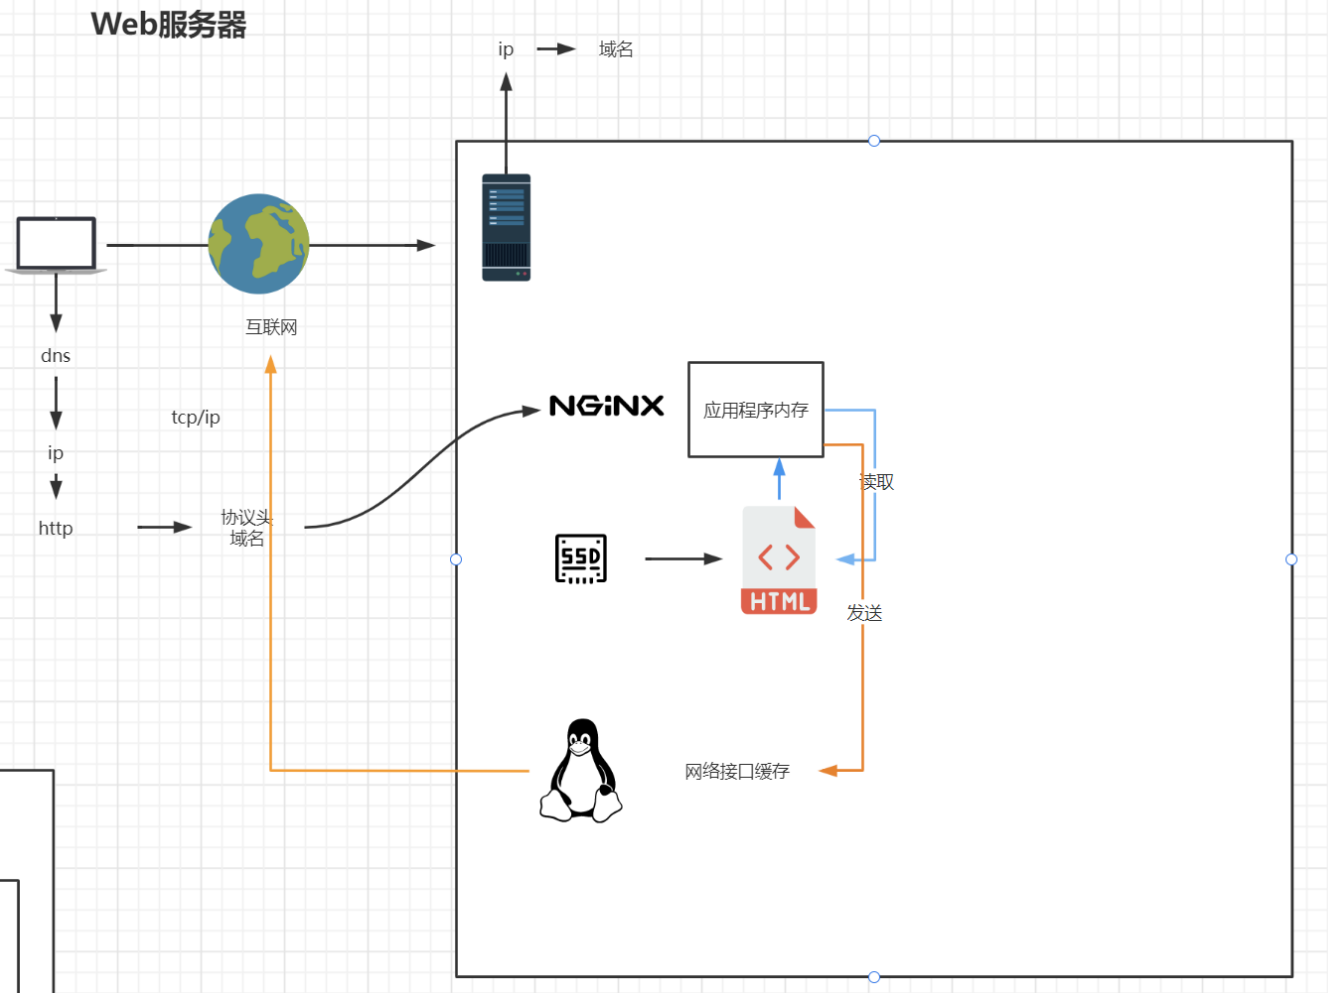 Web服务器
ip
域名
互联网
dns
tcp/ip
ip
http
协议头
域名
NGiNX
应用程序内存
读取
SSD
HTML
发送
网络接口缓存